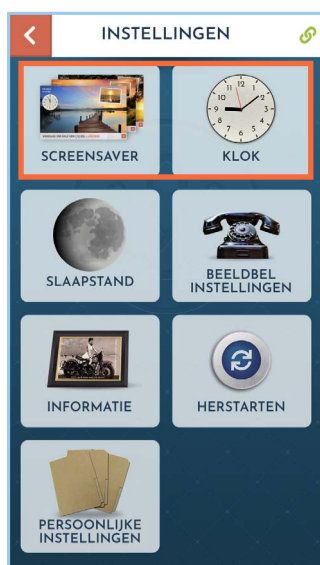 INSTELLINGEN
SCREENSAVER
KLOK
SLAAPSTAND
BEELDBEL
INSTELLINGEN
INFORMATIE
HERSTARTEN
PERSOONLIJKE
INSTELLINGEN